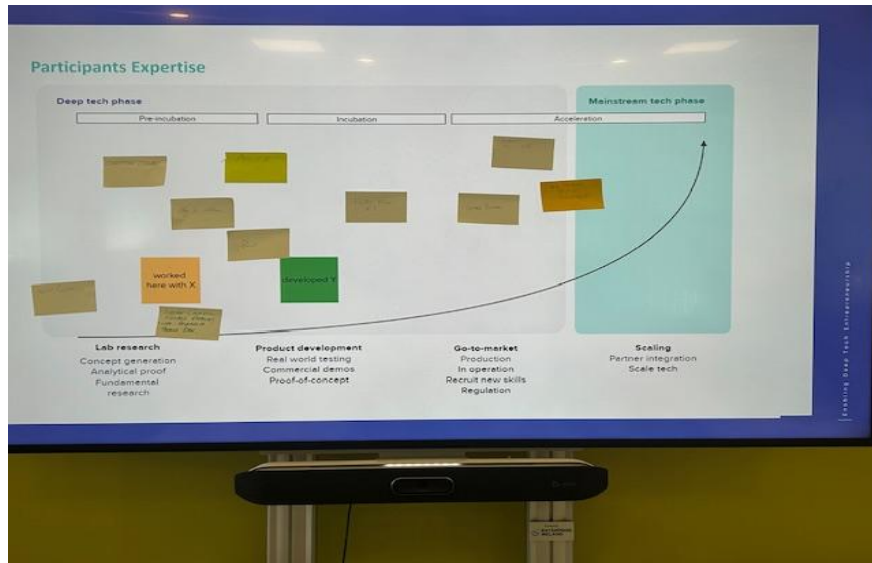 Participants Expertise
Deep tech phase
Mainstream tech phase
Pre-incubation
Incubation
Acceleration
worked
here with X
developed Y
Lab research
Concept generation
Analytical proof
Fundamental
research
Product development
Real world testing
Commercial demos
Proof-of-concept
Go-to-market
Production
In operation
Recruit new skills
Regulation
Scaling
Partner integration
Scale tech
Enabling Deep Tech Entrepreneurship
ENTERPRISE
IRELAND